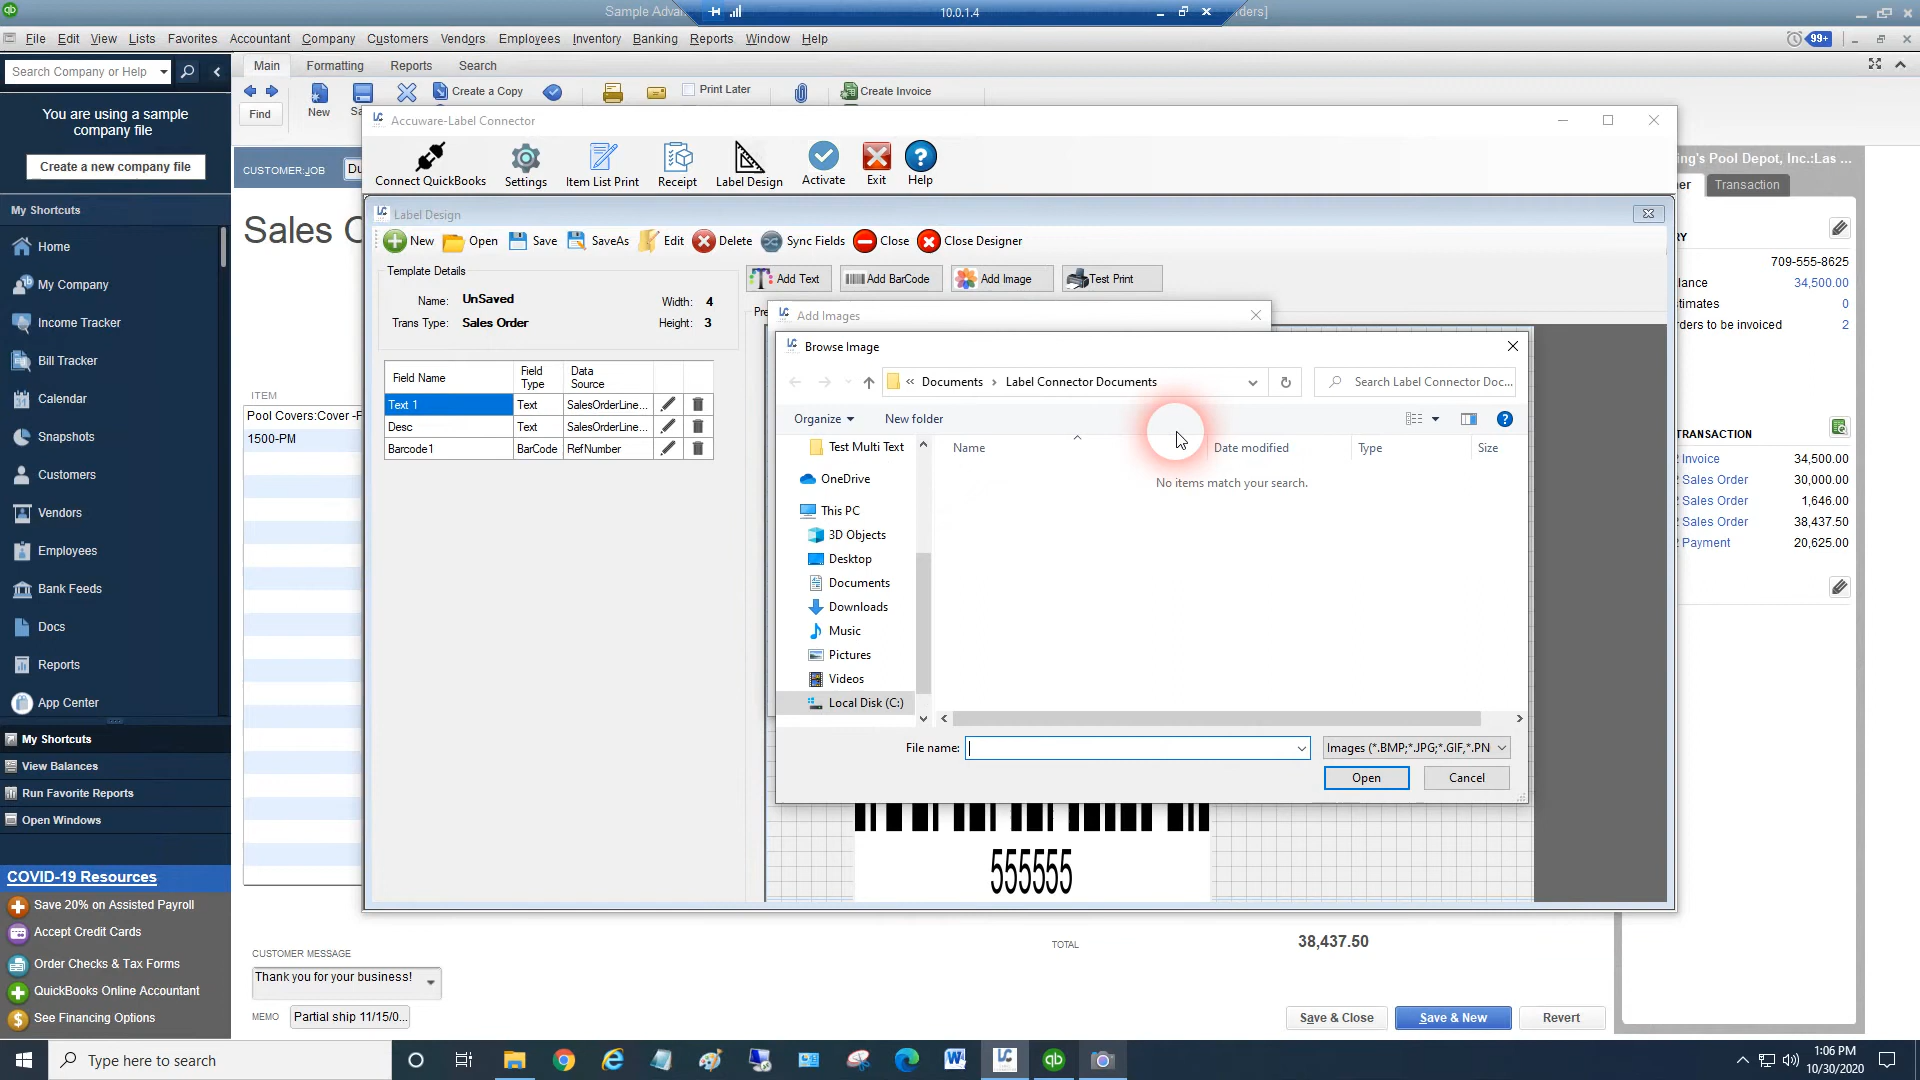 Sample Adva
10.0.1.4
ders]
File Edit View Lists Favorites Accountant Company Customers Vendors Employees Inventory Banking Reports Window Help
99+
Search Company or Help
Main Formatting Reports Search
Find
New
Create a Copy
Print Later
Create Invoice
You are using a sample
company file
Create a new company file
CUSTOMER:JOB
Du
My Shortcuts
Home
My Company
Income Tracker
Bill Tracker
Calendar
Snapshots
Customers
Vendors
Employees
Bank Feeds
Docs
Reports
App Center
My Shortcuts
View Balances
Run Favorite Reports
Open Windows
COVID-19 Resources
Save 20% on Assisted Payroll
Accept Credit Cards
Order Checks & Tax Forms
QuickBooks Online Accountant
See Financing Options
Sales O
ITEM
Pool Covers:Cover -P
1500-PM
Accuware-Label Connector
Connect QuickBooks
Settings
Item List Print
Receipt
Label Design
Activate
Exit
Help
Label Design
New Open Save SaveAs Edit Delete Sync Fields Close Close Designer
Template Details
Name: UnSaved
Width: 4
Trans Type: Sales Order
Height: 3
Add Text Add BarCode Add Image Test Print
Field Name Field Type Data Source
Text 1 Text SalesOrderLine...
Desc Text SalesOrderLine...
Barcode1 BarCode RefNumber
Pre
Add Images
Browse Image
« Documents › Label Connector Documents
Search Label Connector Doc...
Organize New folder
Name Date modified Type Size
No items match your search.
Test Multi Text
OneDrive
This PC
3D Objects
Desktop
Documents
Downloads
Music
Pictures
Videos
Local Disk (C:)
File name:
Images (*.BMP;*.JPG;*.GIF,*.PN
Open Cancel
555555
ing's Pool Depot, Inc.:Las ...
er Transaction
RY
709-555-8625
lance 34,500.00
stimates 0
rders to be invoiced 2
TRANSACTION
Invoice 34,500.00
Sales Order 30,000.00
Sales Order 1,646.00
Sales Order 38,437.50
Payment 20,625.00
TOTAL 38,437.50
CUSTOMER MESSAGE
Thank you for your business!
MEMO Partial ship 11/15/0...
Save & Close Save & New Revert
Type here to search
1:06 PM
10/30/2020